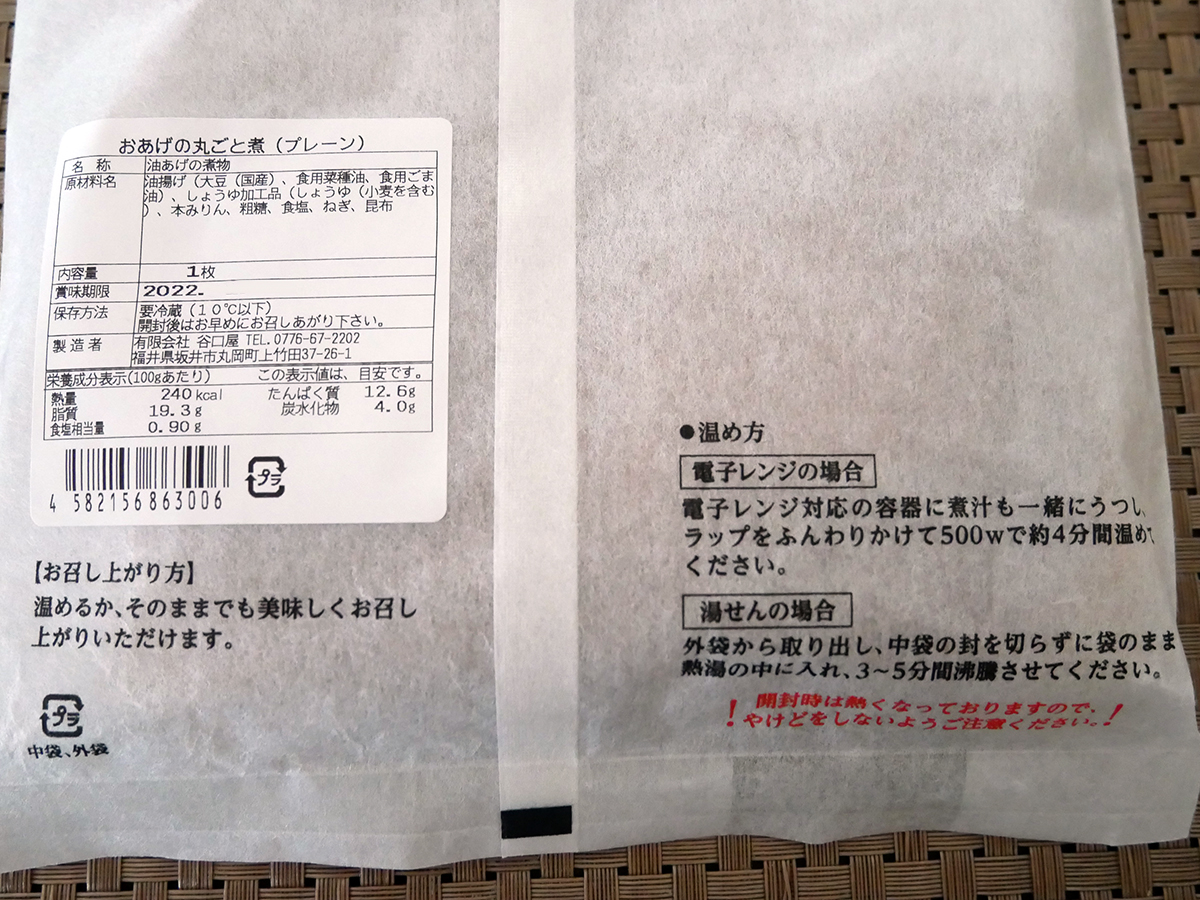 おあげの丸ごと煮（プレーン）
名 称 油あげの煮物
原材料名 油揚げ（大豆（国産）、食用菜種油、食用ごま
油）、しょうゆ加工品（しょうゆ（小麦を含む
）、本みりん、粗糖、食塩、ねぎ、昆布
内容量 1枚
賞味期限 2022.
保存方法 要冷蔵（10℃以下）
開封後はお早めにお召しあがり下さい。
製造者 有限会社 谷口屋 TEL.0776-67-2202
福井県坂井市丸岡町上竹田37-26-1
栄養成分表示(100gあたり) この表示値は、目安です。
熱量 240kcal たんぱく質 12.6g
脂質 19.3g 炭水化物 4.0g
食塩相当量 0.90g
4 582156 863006
プラ
【お召し上がり方】
温めるか、そのままでも美味しくお召し
上がりいただけます。
プラ
中袋、外袋
●温め方
電子レンジの場合
電子レンジ対応の容器に煮汁も一緒にうつし、
ラップをふんわりかけて500wで約4分間温めて
ください。
湯せんの場合
外袋から取り出し、中袋の封を切らずに袋のまま
熱湯の中に入れ、3～5分間沸騰させてください。
！開封時は熱くなっておりますので、
やけどをしないようご注意ください。！